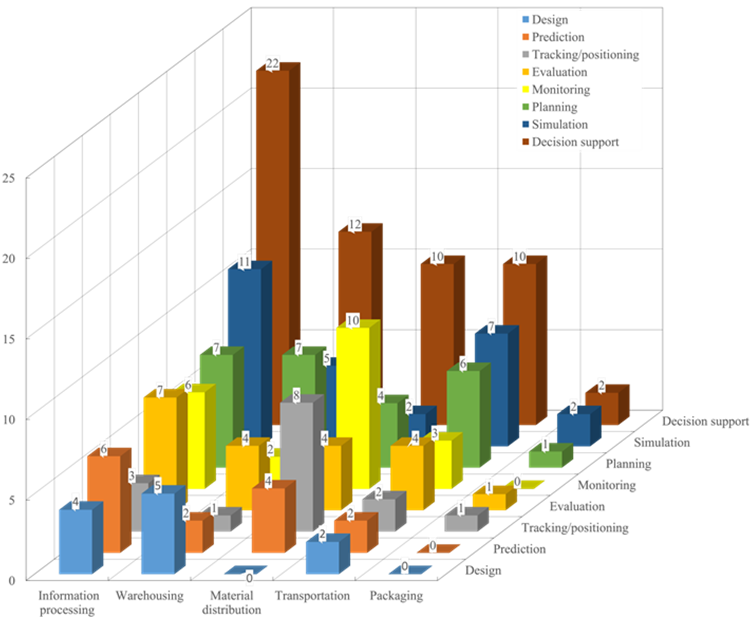 22
Design
Prediction
Tracking/positioning
Evaluation
Monitoring
Planning
Simulation
Decision support
25
20
15
10
5
0
12
11
10
10
10
7
7
5
7
6
8
4
2
6
7
4
2
4
4
3
2
2
1
0
6
3
1
2
1
4
2
4
2
0
4
5
0
2
0
Decision support
Simulation
Planning
Monitoring
Evaluation
Tracking/positioning
Prediction
Design
Information
processing
Warehousing
Material
distribution
Transportation
Packaging